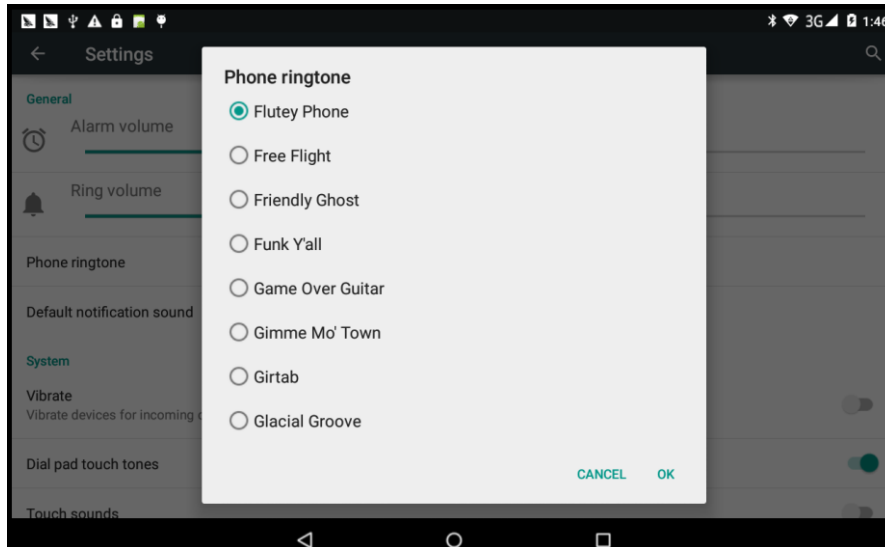 3G 1:46
Settings
General
Alarm volume
Ring volume
Phone ringtone
Default notification sound
System
Vibrate
Vibrate devices for incoming
Dial pad touch tones
Touch sounds
Phone ringtone
Flutey Phone
Free Flight
Friendly Ghost
Funk Y'all
Game Over Guitar
Gimme Mo' Town
Girtab
Glacial Groove
CANCEL OK